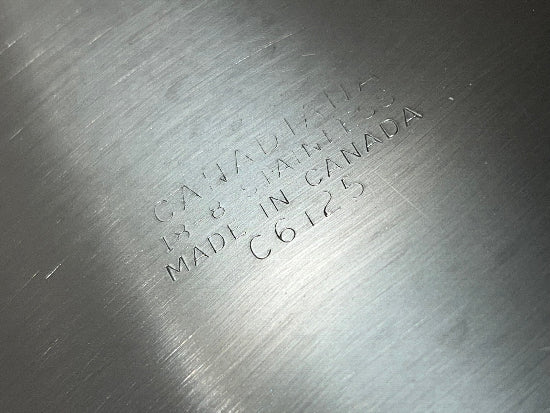 CANADIANA
18 8 STAINLESS
MADE IN CANADA
C6125